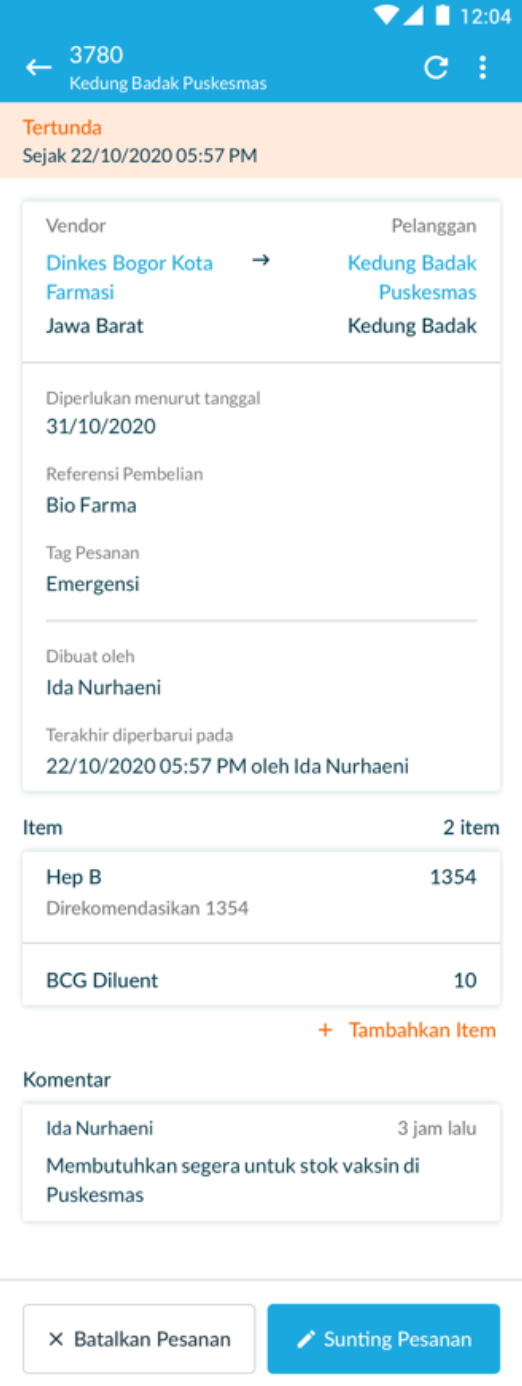 12:04
3780
Kedung Badak Puskesmas
Tertunda
Sejak 22/10/2020 05:57 PM
Vendor Pelanggan
Dinkes Bogor Kota → Kedung Badak
Farmasi Puskesmas
Jawa Barat Kedung Badak
Diperlukan menurut tanggal
31/10/2020
Referensi Pembelian
Bio Farma
Tag Pesanan
Emergensi
Dibuat oleh
Ida Nurhaeni
Terakhir diperbarui pada
22/10/2020 05:57 PM oleh Ida Nurhaeni
Item 2 item
Hep B 1354
Direkomendasikan 1354
BCG Diluent 10
+ Tambahkan Item
Komentar
Ida Nurhaeni 3 jam lalu
Membutuhkan segera untuk stok vaksin di
Puskesmas
× Batalkan Pesanan Sunting Pesanan